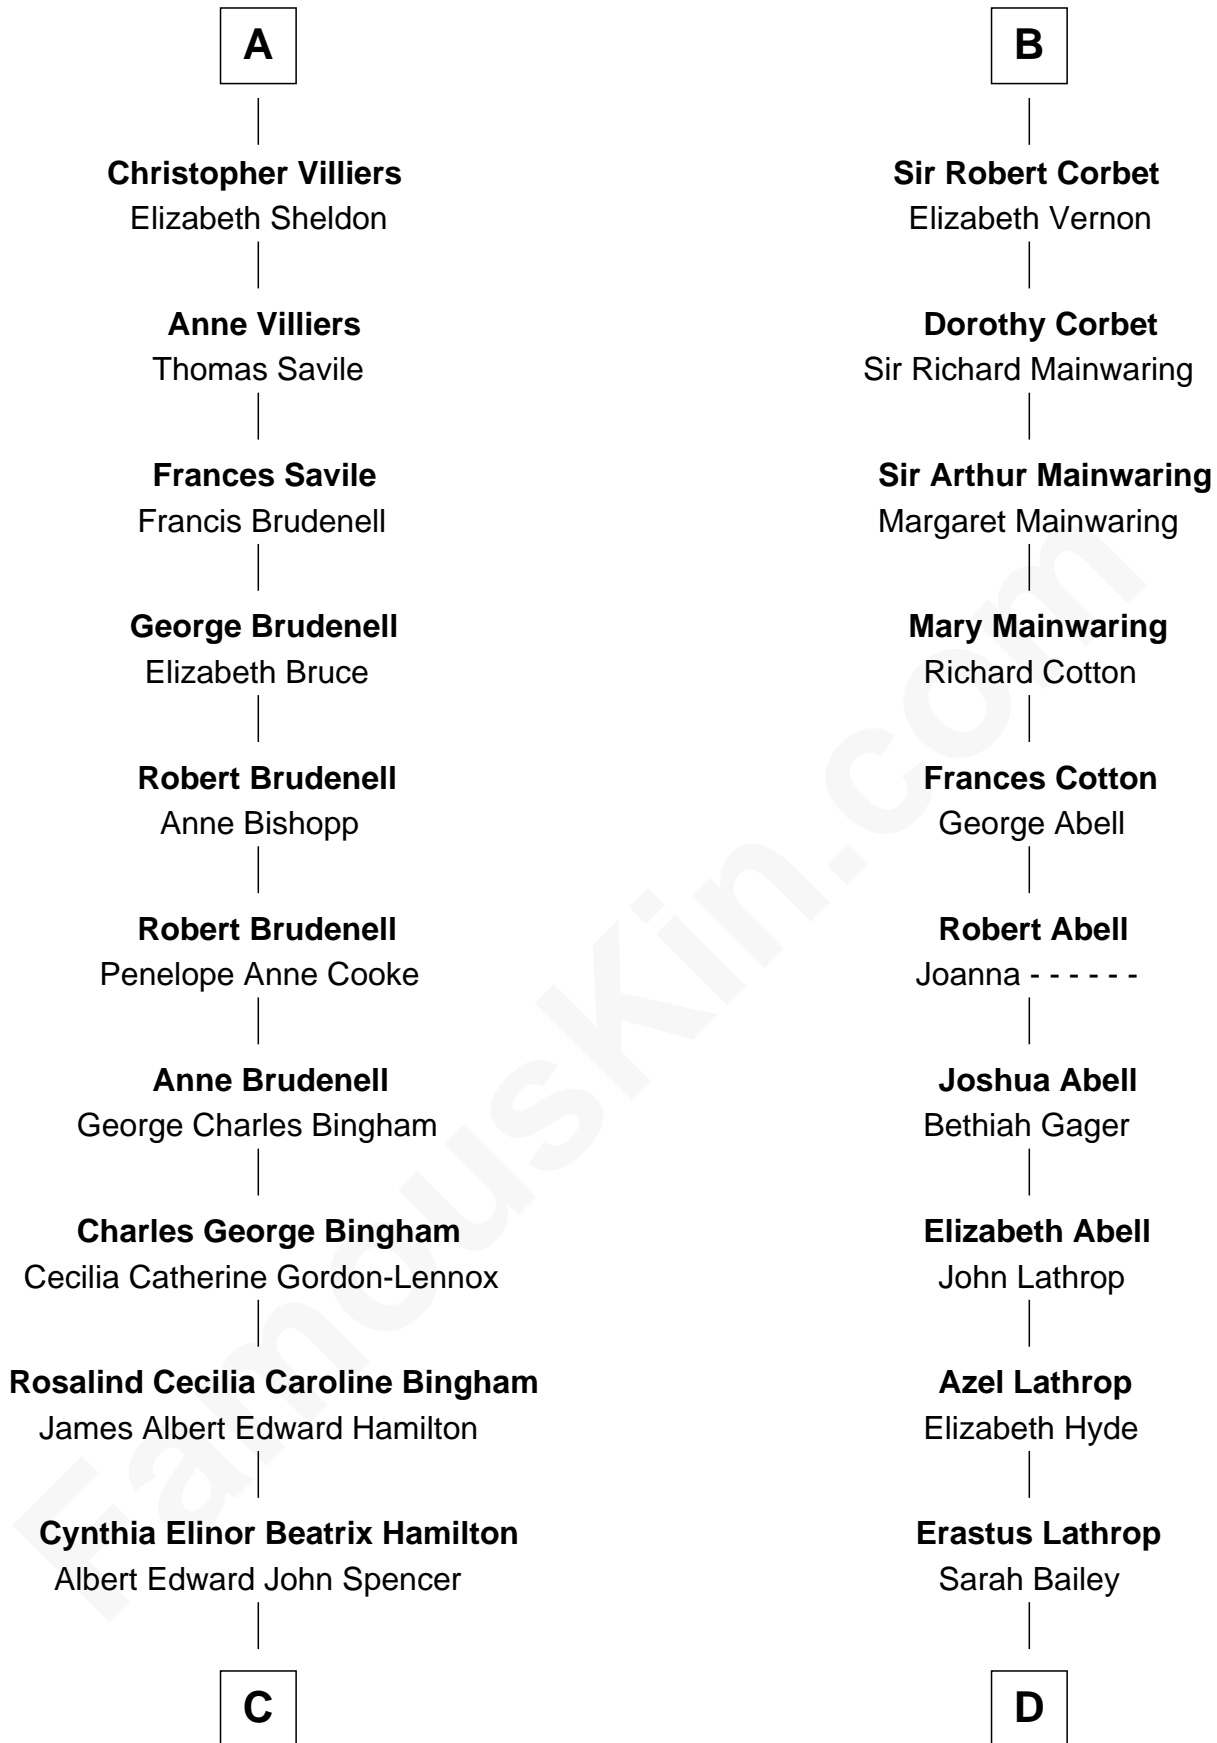 A
Christopher Villiers
Elizabeth Sheldon
Anne Villiers
Thomas Savile
Frances Savile
Francis Brudenell
George Brudenell
Elizabeth Bruce
Robert Brudenell
Anne Bishopp
Robert Brudenell
Penelope Anne Cooke
Anne Brudenell
George Charles Bingham
Charles George Bingham
Cecilia Catherine Gordon-Lennox
Rosalind Cecilia Caroline Bingham
James Albert Edward Hamilton
Cynthia Elinor Beatrix Hamilton
Albert Edward John Spencer
C
B
Sir Robert Corbet
Elizabeth Vernon
Dorothy Corbet
Sir Richard Mainwaring
Sir Arthur Mainwaring
Margaret Mainwaring
Mary Mainwaring
Richard Cotton
Frances Cotton
George Abell
Robert Abell
Joanna - - - - - -
Joshua Abell
Bethiah Gager
Elizabeth Abell
John Lathrop
Azel Lathrop
Elizabeth Hyde
Erastus Lathrop
Sarah Bailey
D
FamousKin.com